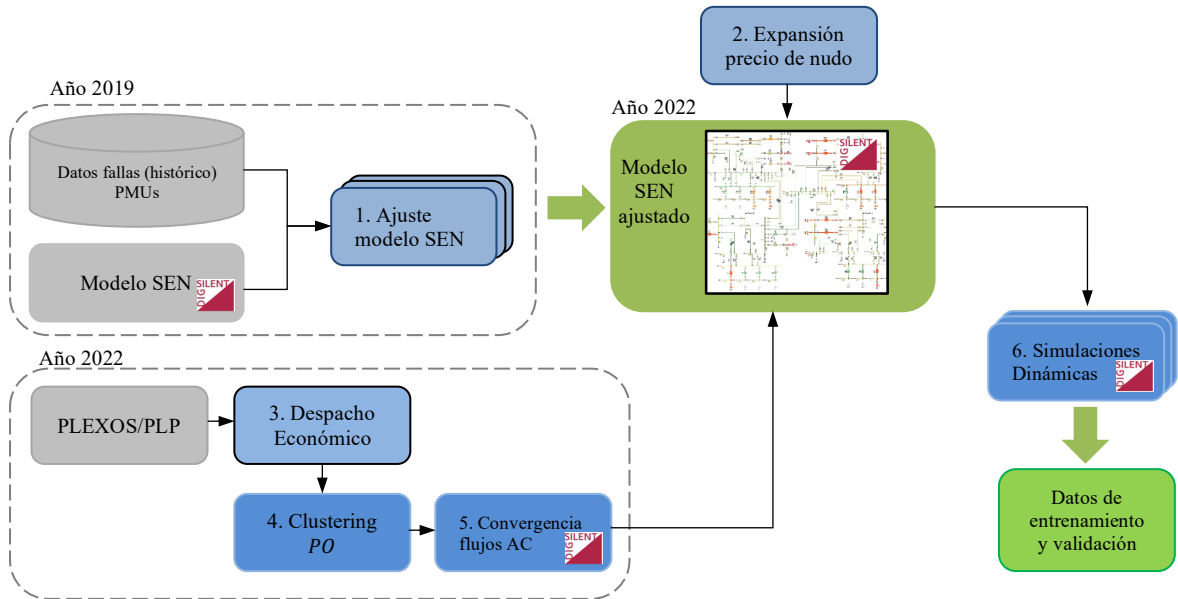 2. Expansión
precio de nudo
Año 2019
Datos fallas (histórico)
PMUs
Modelo SEN
DIG
SILENT
1. Ajuste
modelo SEN
Año 2022
Modelo
SEN
ajustado
DIG
SILENT
Año 2022
PLEXOS/PLP
3. Despacho
Económico
4. Clustering
PO
5. Convergencia
flujos AC
DIG
SILENT
6. Simulaciones
Dinámicas
DIG
SILENT
Datos de
entrenamiento
y validación